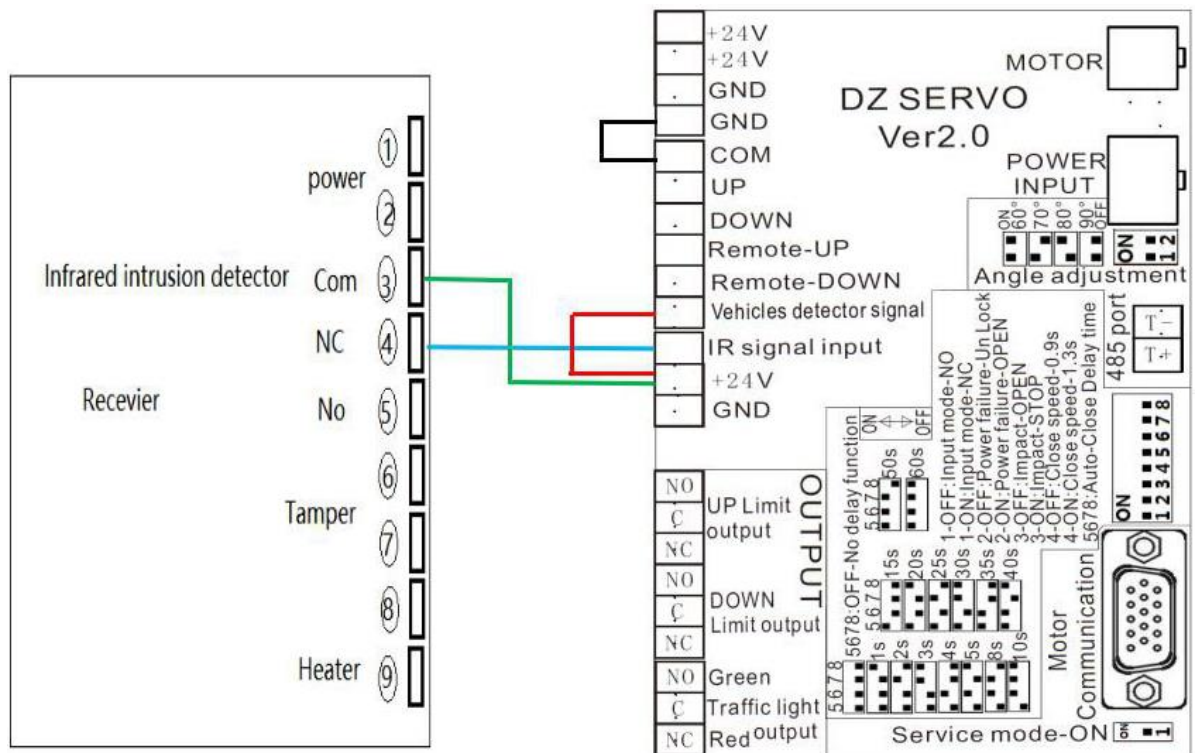 Infrared intrusion detector
Recevier
① power
②
Com ③
NC ④
No ⑤
⑥
Tamper
⑦
⑧
Heater ⑨
+24V
+24V
GND
GND
COM
UP
DOWN
Remote-UP
Remote-DOWN
Vehicles detector signal
IR signal input
+24V
GND
DZ SERVO
Ver2.0
MOTOR
POWER
INPUT
ON
60°
70°
80°
90°
OFF
ON
1 2
Angle adjustment
485 port
T-
T+
ON ⇔ OFF
1-OFF:Input mode-NO
1-ON:Input mode-NC
2-OFF:Power failure-Un Lock
2-ON:Power failure-OPEN
3-OFF:Impact-OPEN
3-ON:Impact-STOP
4-OFF:Close speed-0.9s
4-ON:Close speed-1.3s
5678:Auto-Close Delay time
5678:OFF-No delay function
5678
50s
60s
5678
15s
20s
25s
30s
35s
40s
5678
1s
2s
3s
4s
5s
8s
10s
ON
12345678
OUTPUT
NO
C
NC
UP Limit
output
NO
C
NC
DOWN
Limit output
NO
C
NC
Green
Traffic light
output
Red
Motor
Communication
Service mode-ON
ON
1